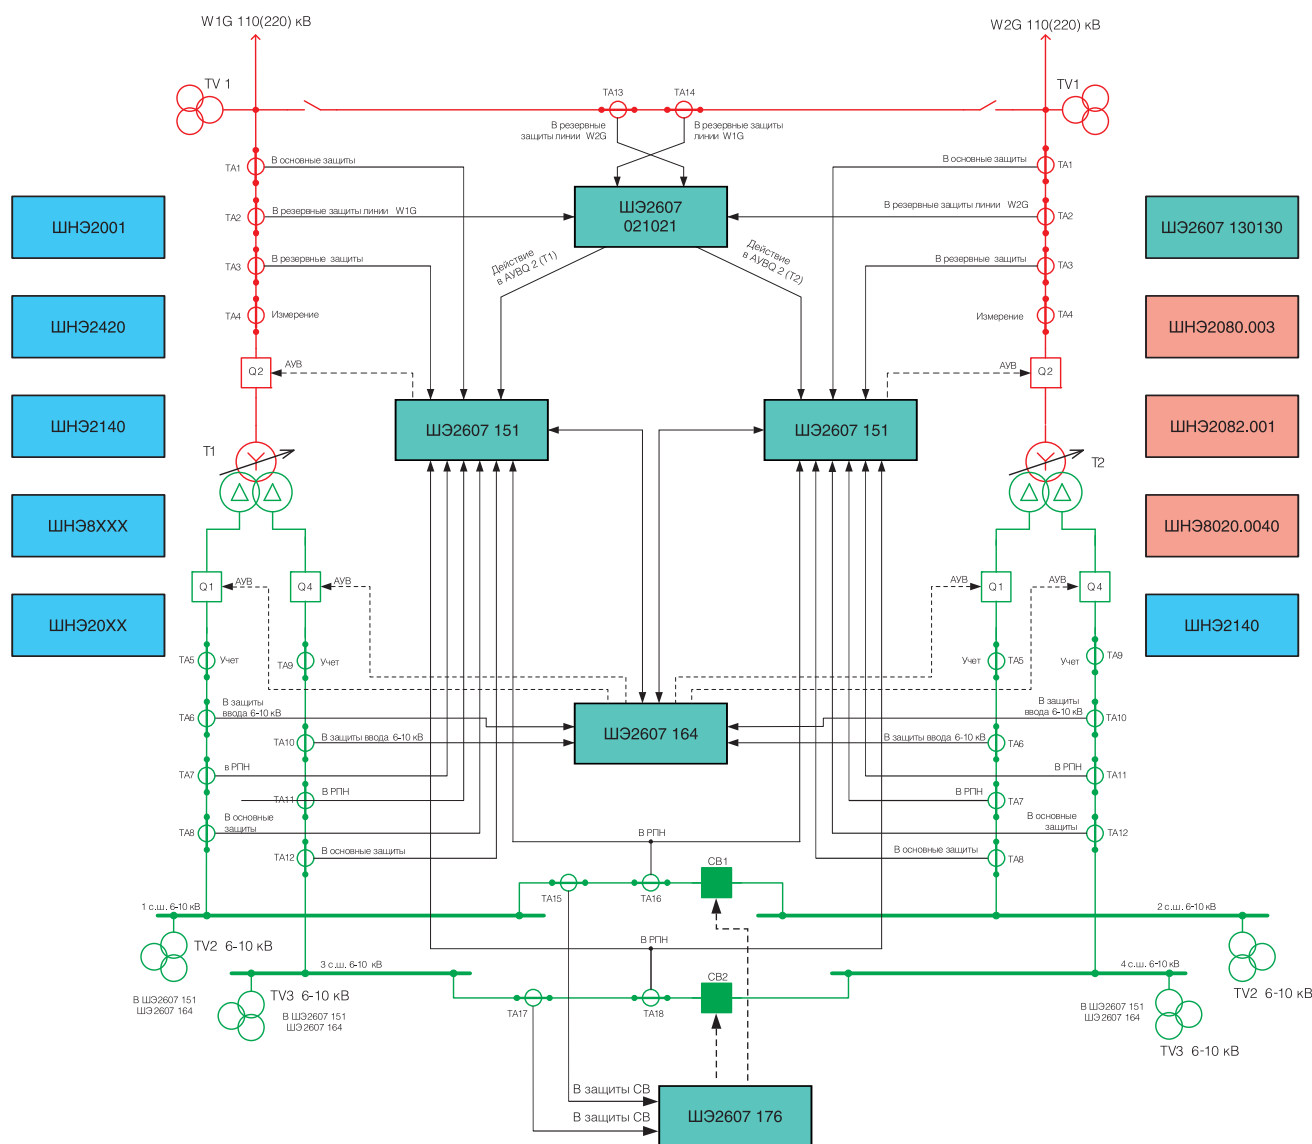 W1G 110(220) кВ
W2G 110(220) кВ
TV 1
TV1
TA13
TA14
В резервные
защиты линии W2G
В резервные защиты
линии W1G
TA1
В основные защиты
В основные защиты
TA1
ШЭ2607
021021
TA2
В резервные защиты линии W1G
В резервные защиты линии W2G
TA2
ШНЭ2001
ШЭ2607 130130
TA3
В резервные защиты
Действие
в АУВQ 2 (Т1)
Действие
в АУВQ 2 (Т2)
В резервные защиты
TA3
TA4
Измерение
Измерение
TA4
ШНЭ2420
ШНЭ2080.003
Q2
АУВ
АУВ
Q2
ШНЭ2140
ШЭ2607 151
ШЭ2607 151
ШНЭ2082.001
T1
T2
ШНЭ8XXX
ШНЭ8020.0040
Q1
АУВ
Q4
АУВ
АУВ
Q1
АУВ
Q4
ШНЭ20XX
ШНЭ2140
TA5
Учет
TA9
Учет
Учет
TA5
Учет
TA9
В защиты
ввода 6-10 кВ
В защиты
ввода 6-10 кВ
TA6
TA10
ШЭ2607 164
TA10
В защиты ввода 6-10 кВ
В защиты ввода 6-10 кВ
TA6
TA7
в РПН
В РПН
TA11
TA11
В РПН
В РПН
TA7
TA8
В основные
защиты
В основные
защиты
TA12
TA12
В основные защиты
В РПН
В основные защиты
TA8
СВ1
TA15
TA16
1 с.ш. 6-10 кВ
2 с.ш. 6-10 кВ
TV2 6-10 кВ
В РПН
3 с.ш. 6-10 кВ
4 с.ш. 6-10 кВ
СВ2
TV2 6-10 кВ
В ШЭ2607 151
ШЭ2607 164
TV3 6-10 кВ
В ШЭ2607 151
ШЭ2607 164
TA17
TA18
В ШЭ2607 151
ШЭ2607 164
TV3 6-10 кВ
В защиты СВ
В защиты СВ
ШЭ2607 176